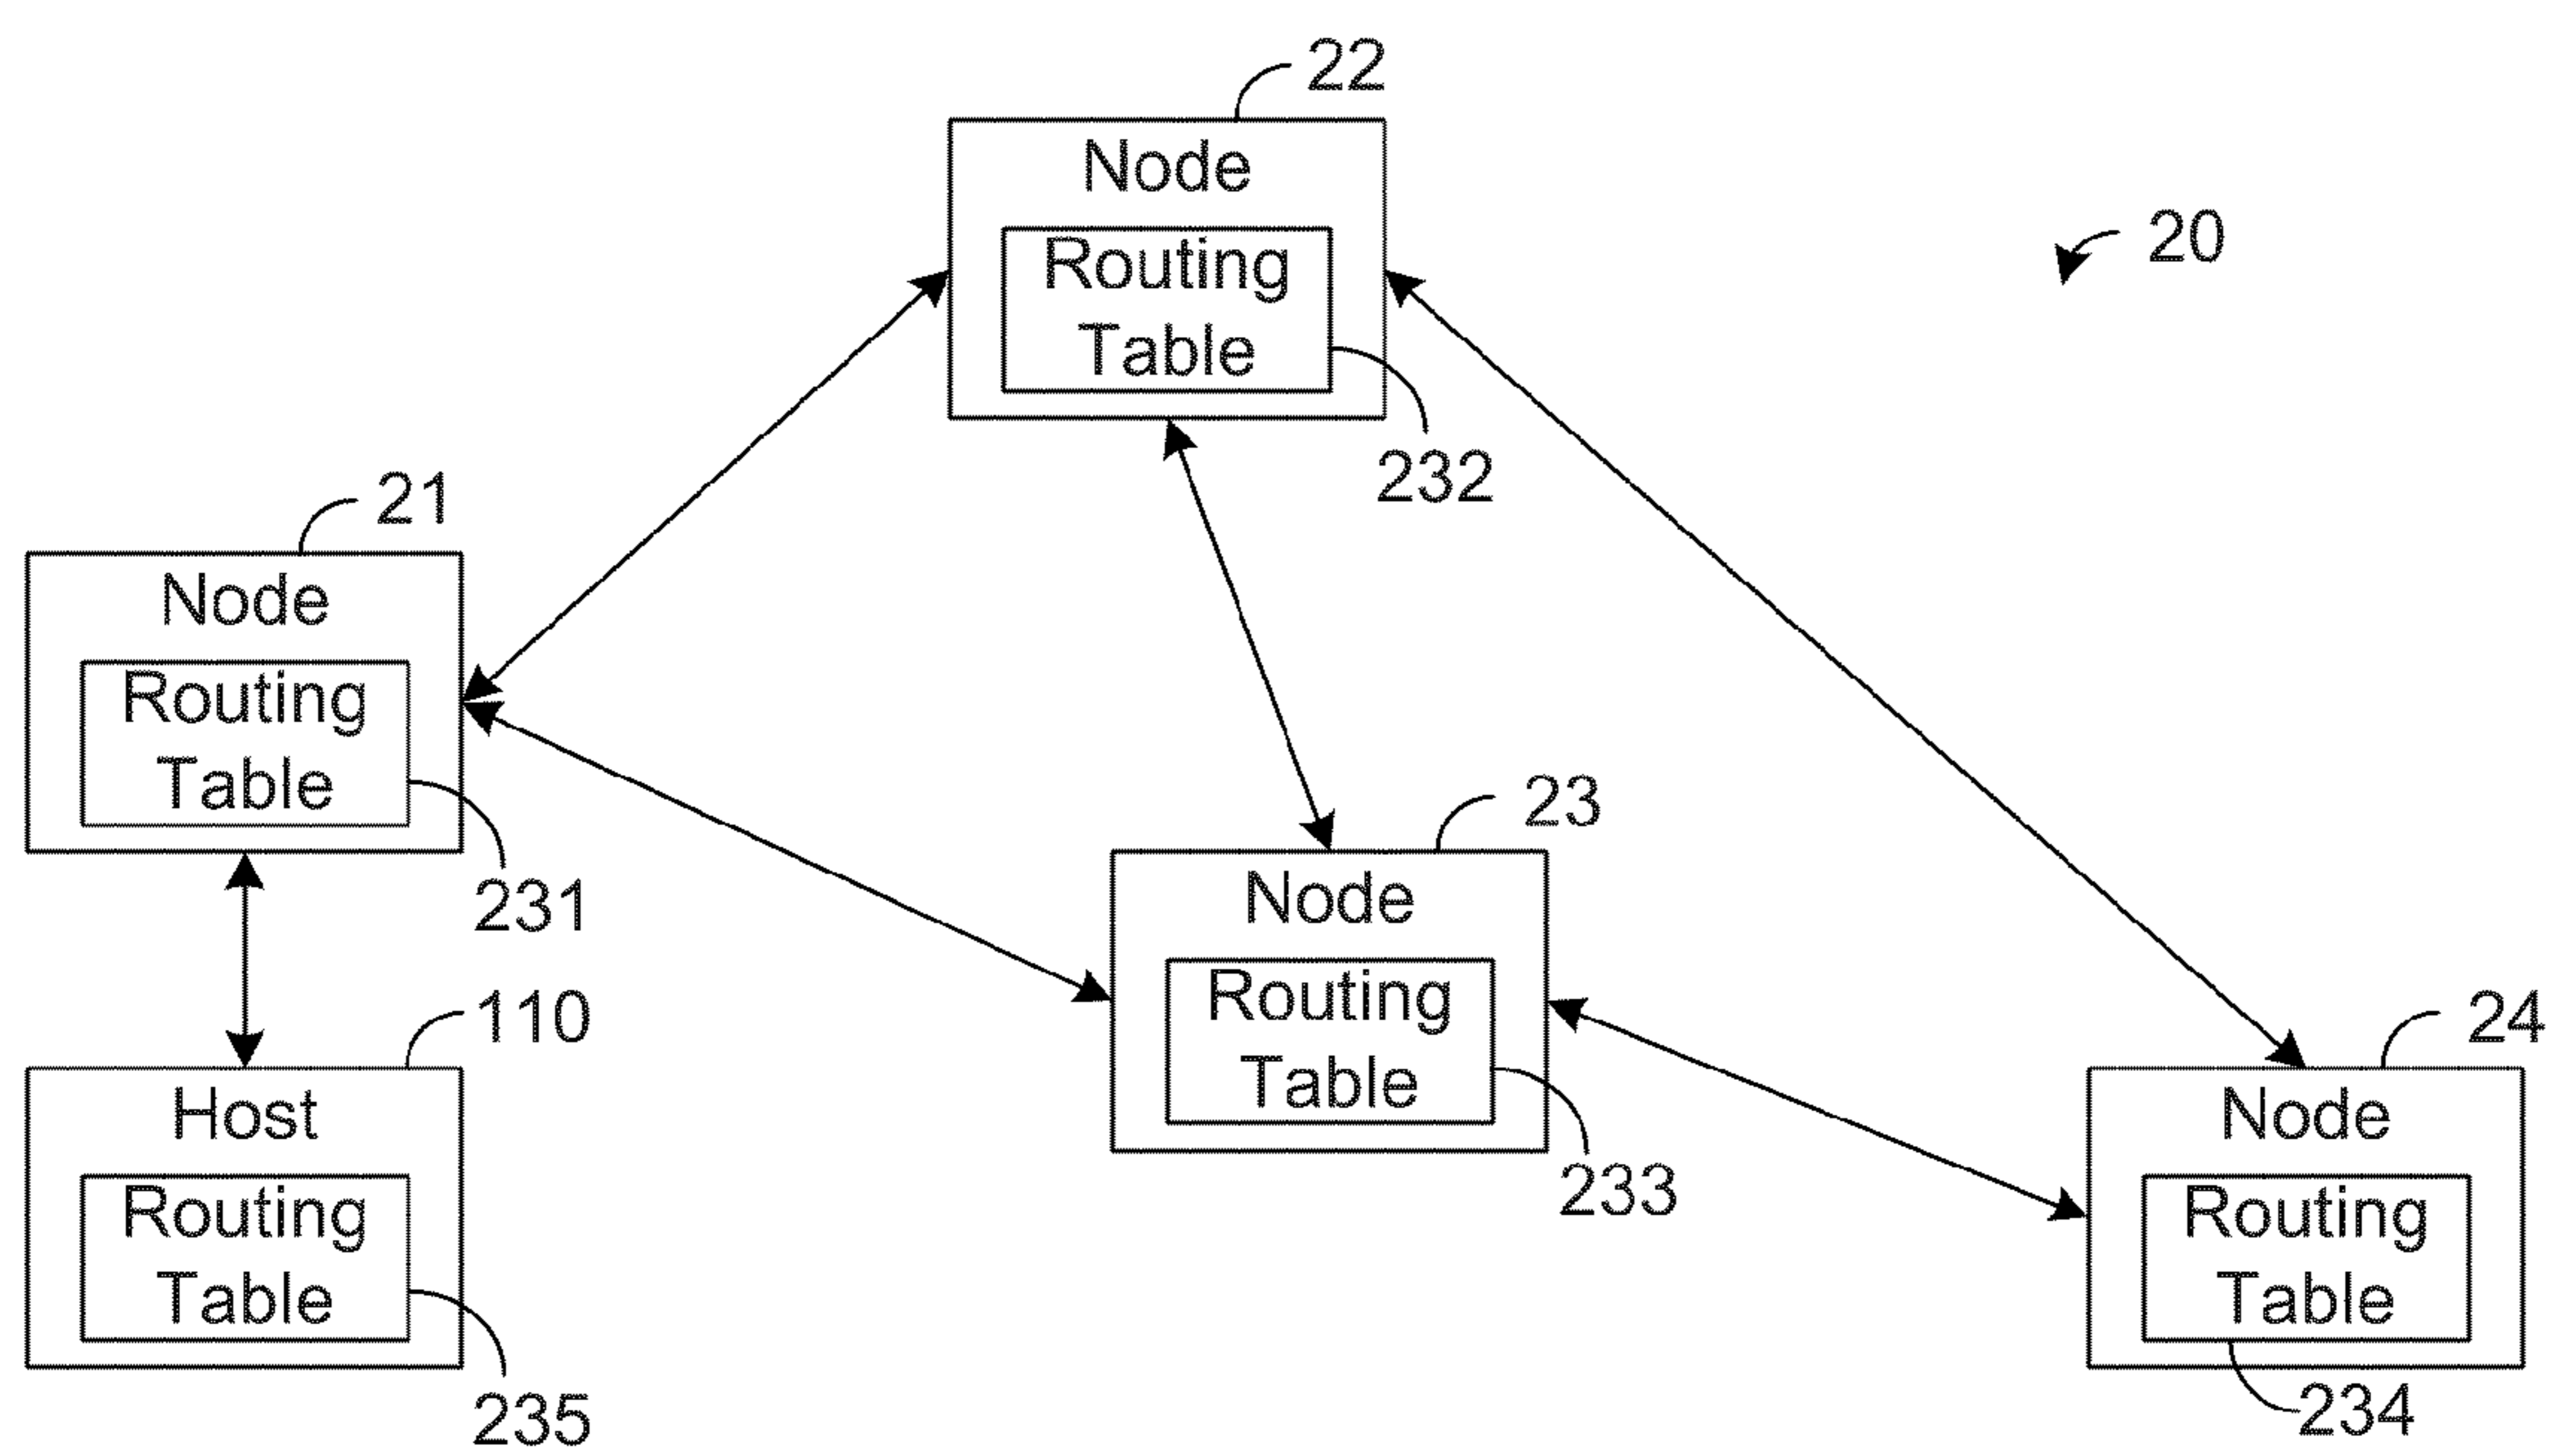 22
Node
Routing
Table
232
20
21
Node
Routing
Table
231
23
Node
Routing
Table
233
110
Host
Routing
Table
235
24
Node
Routing
Table
234